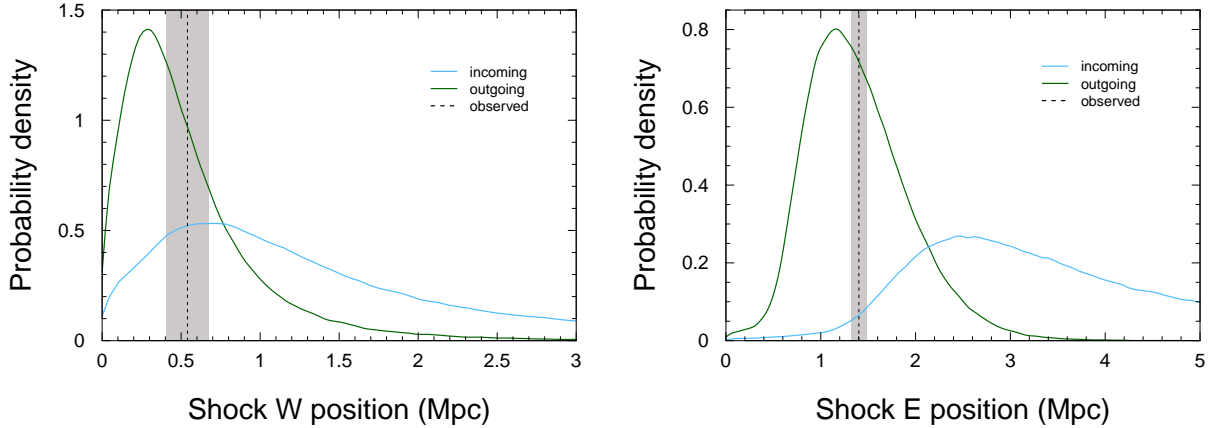 Probability density
1.5
1
0.5
0
0
0.5
1
1.5
2
2.5
3
Shock W position (Mpc)
incoming
outgoing
observed
Probability density
0.8
0.6
0.4
0.2
0
0
1
2
3
4
5
Shock E position (Mpc)
incoming
outgoing
observed